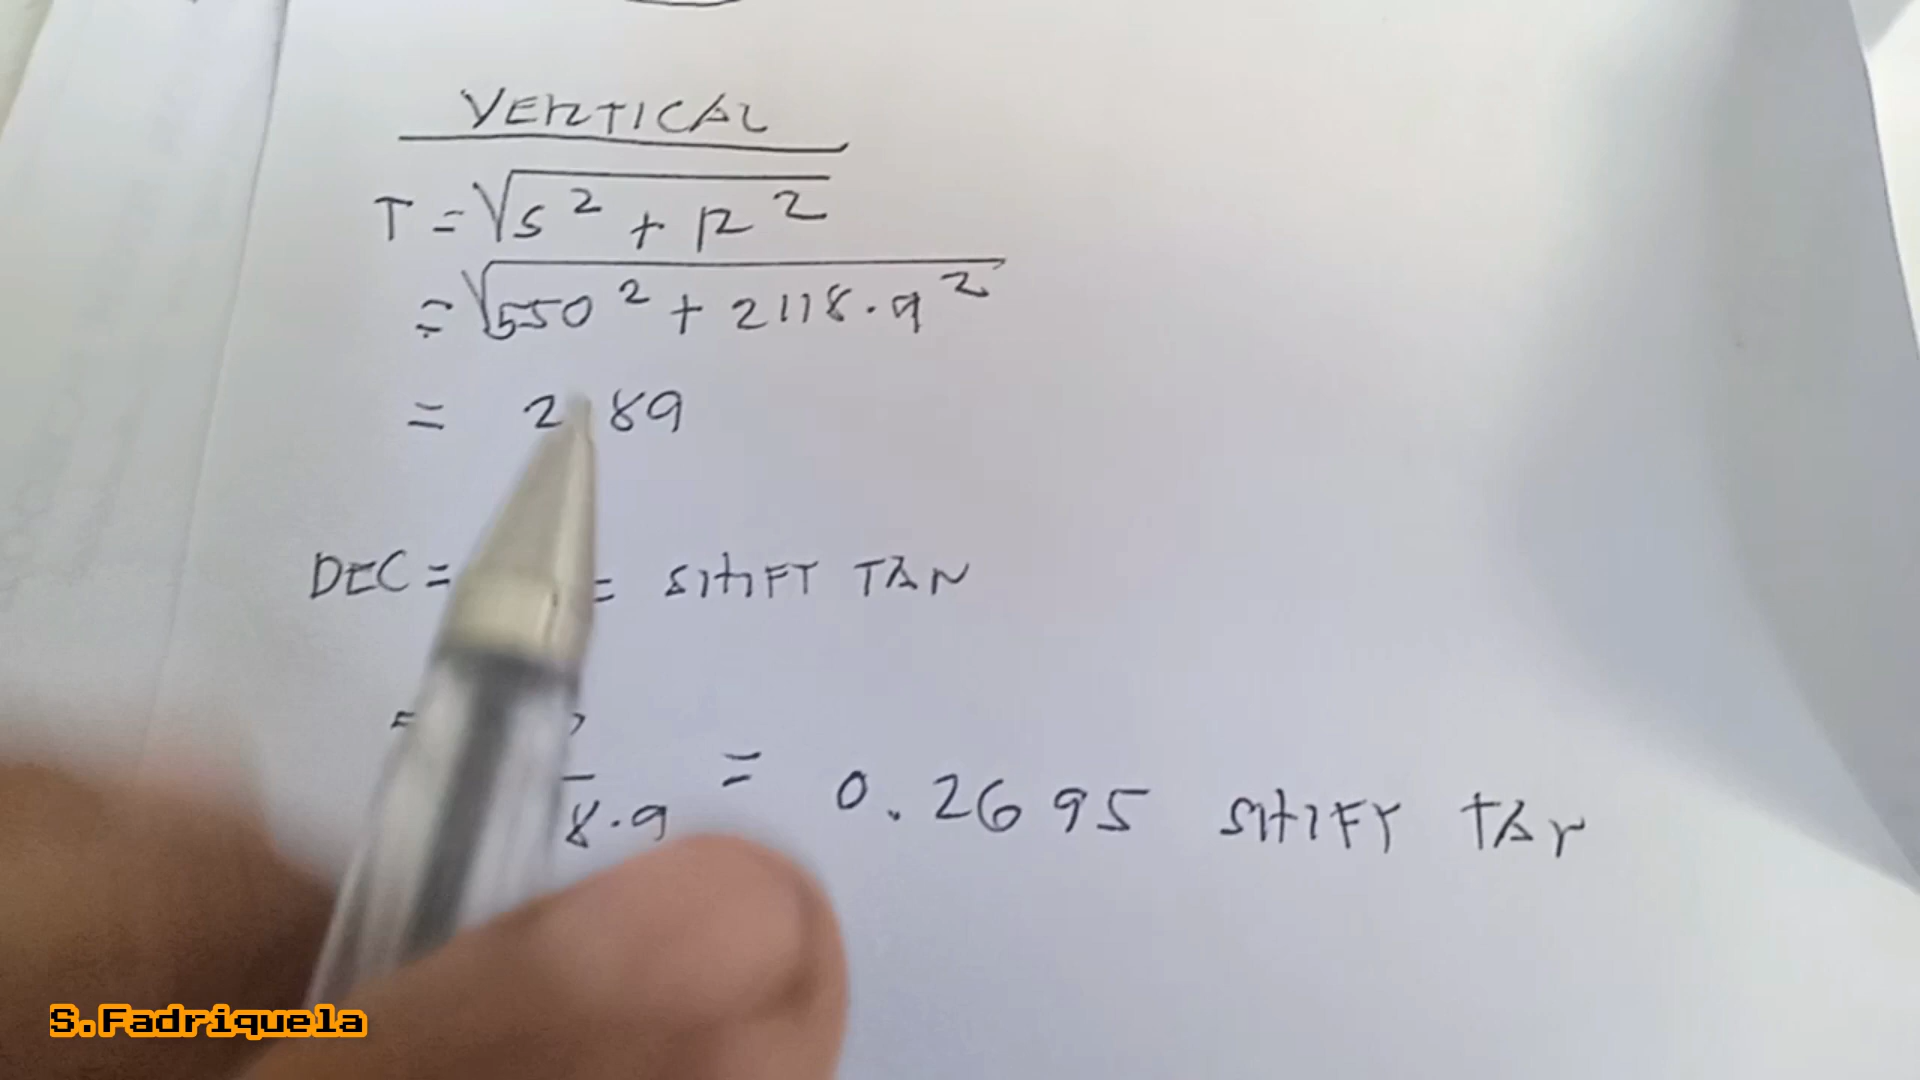 VERTICAL
T = √S² + R²
= √550² + 2118.9²
= 2 89
DEC = = SHIFT TAN
=
8.9 = 0.2695 SHIFT TAN
S.Fadriquela